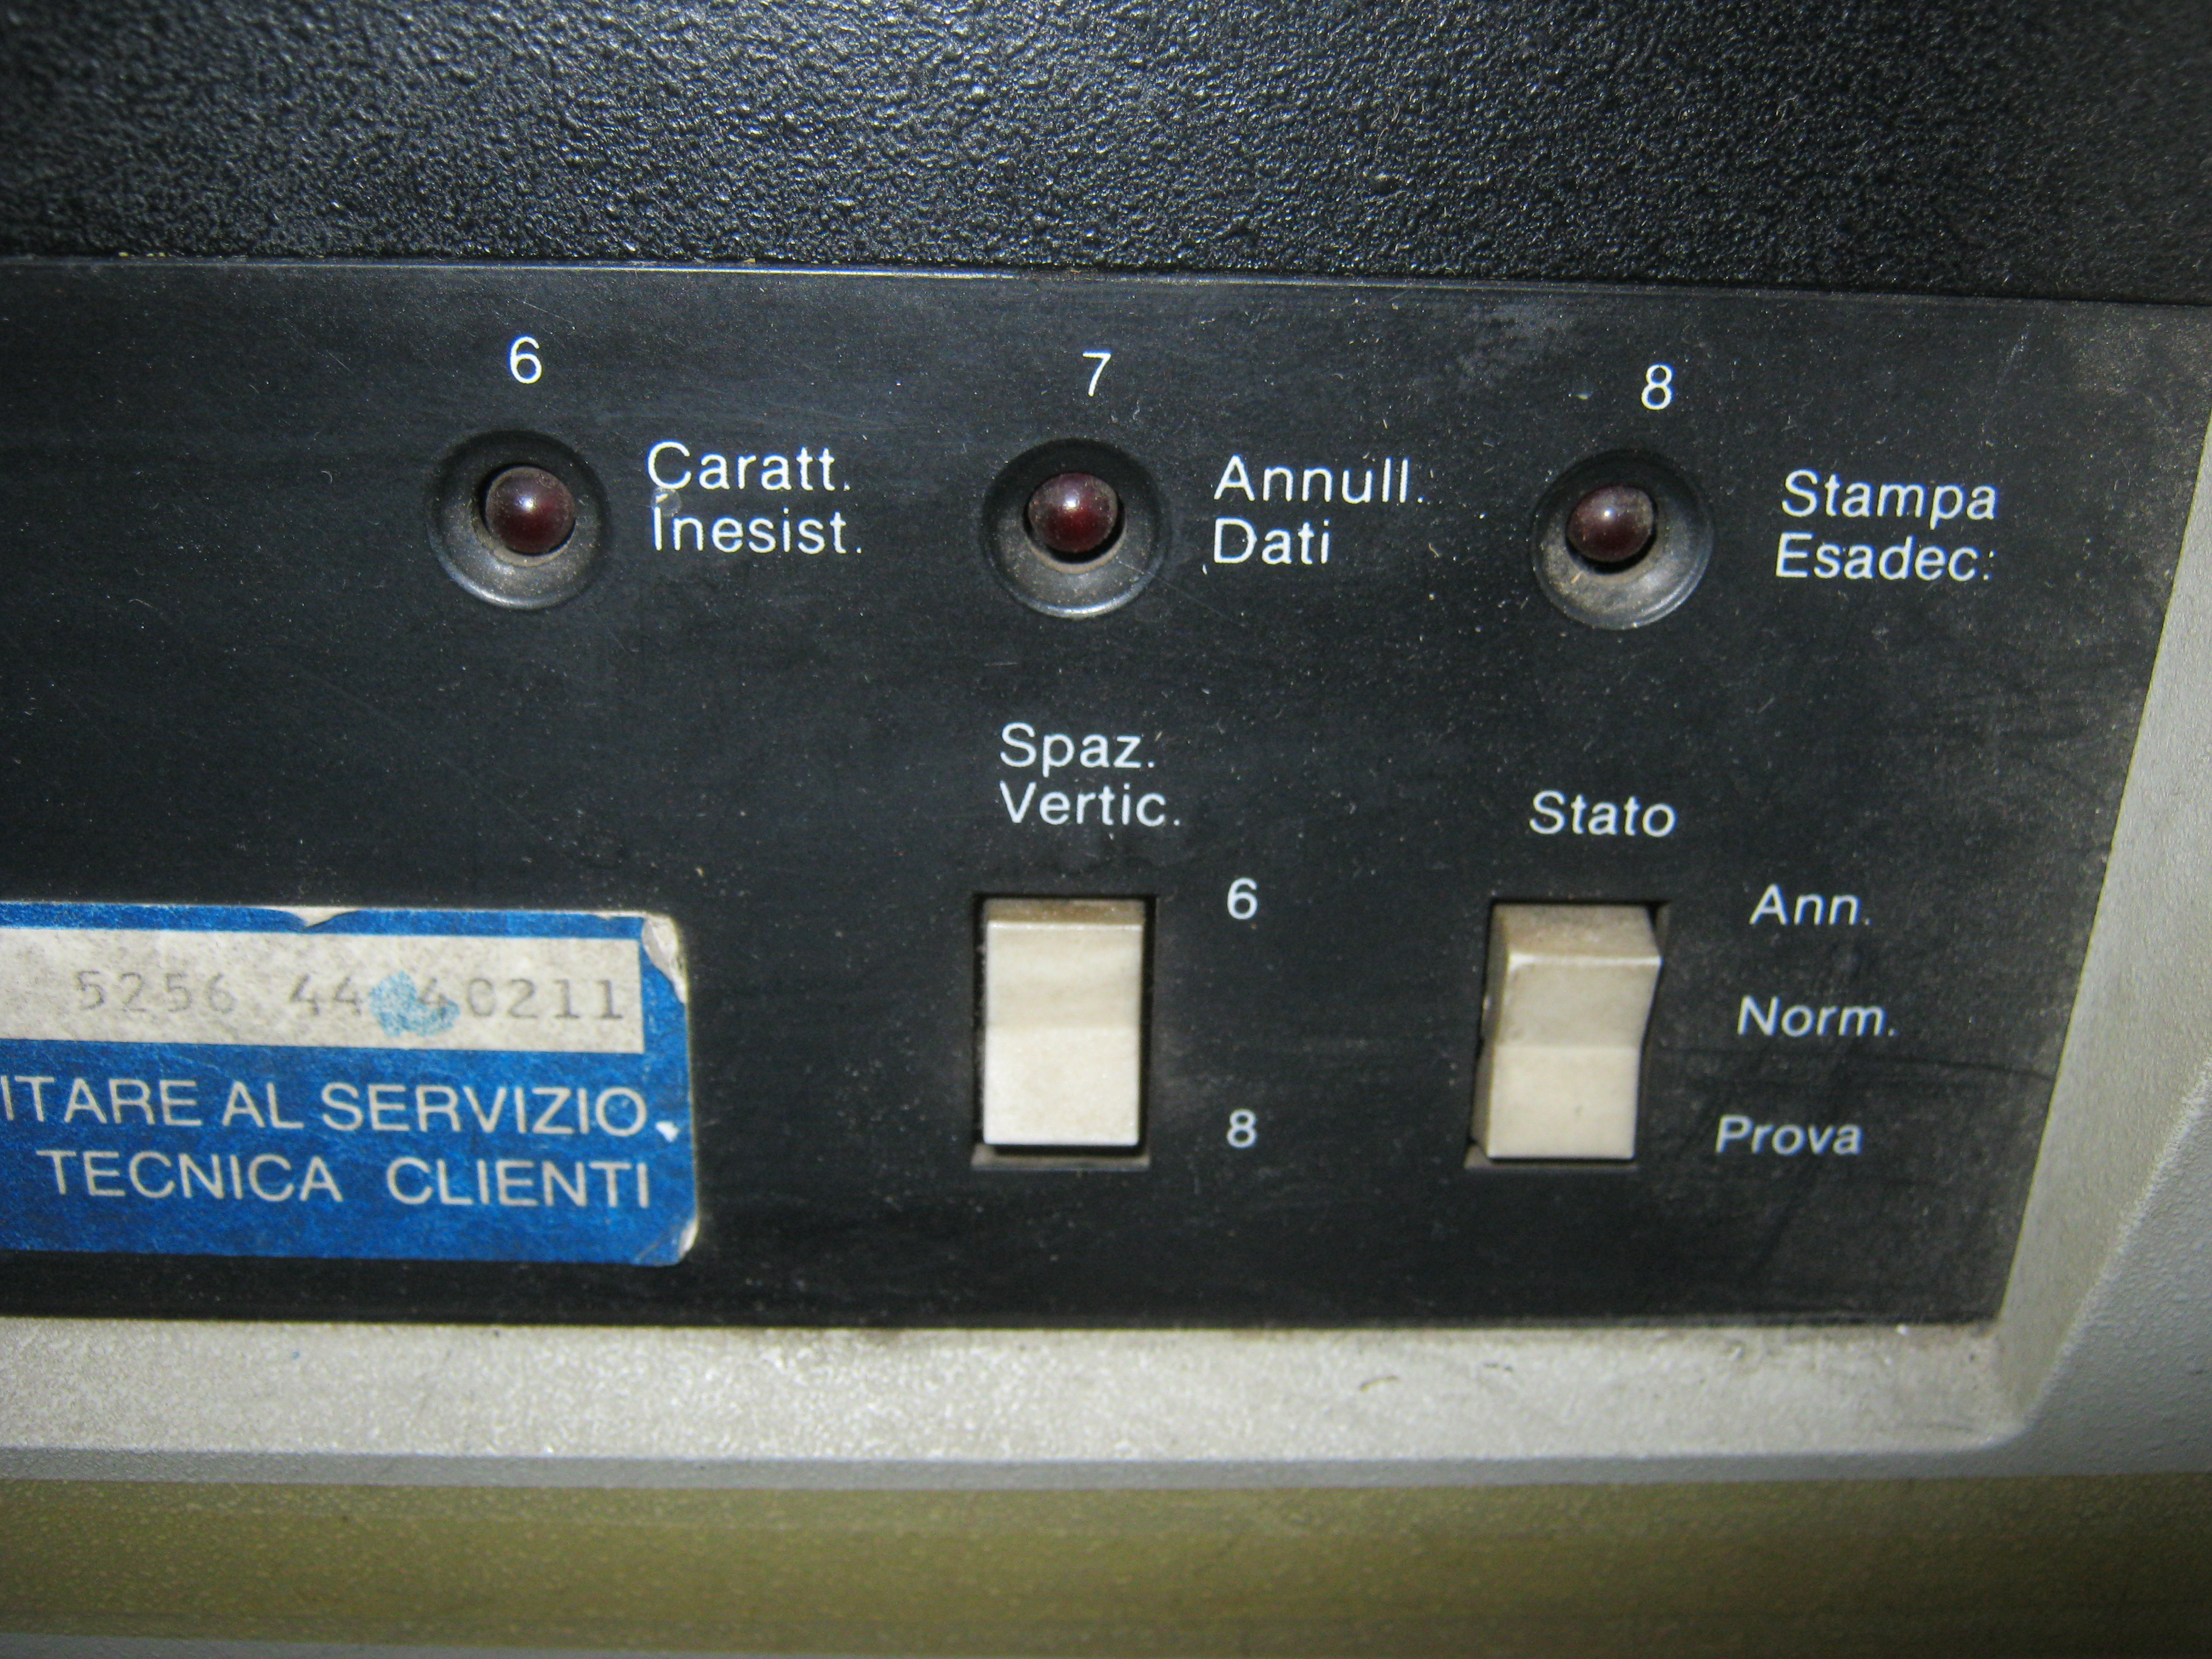 6
7
8
Caratt.
Inesist.
Annull.
Dati
Stampa
Esadec.
Spaz.
Vertic.
Stato
6
8
Ann.
Norm.
Prova
5256 44 40211
ITARE AL SERVIZIO
TECNICA CLIENTI